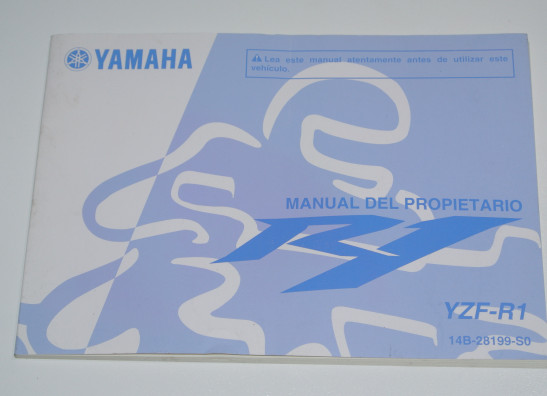 YAMAHA
Lea este manual atentamente antes de utilizar este
vehículo.
MANUAL DEL PROPIETARIO
R1
YZF-R1
14B-28199-S0